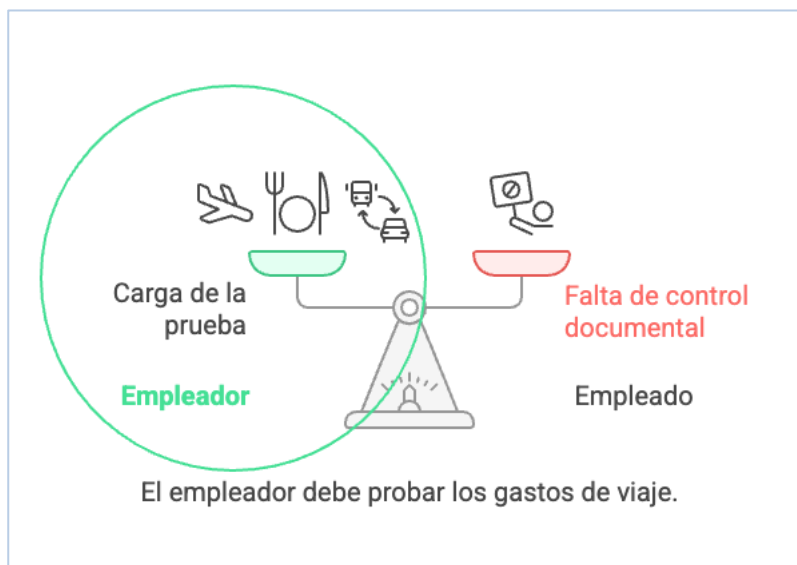 Carga de la
prueba
Empleador
Falta de control
documental
Empleado
El empleador debe probar los gastos de viaje.